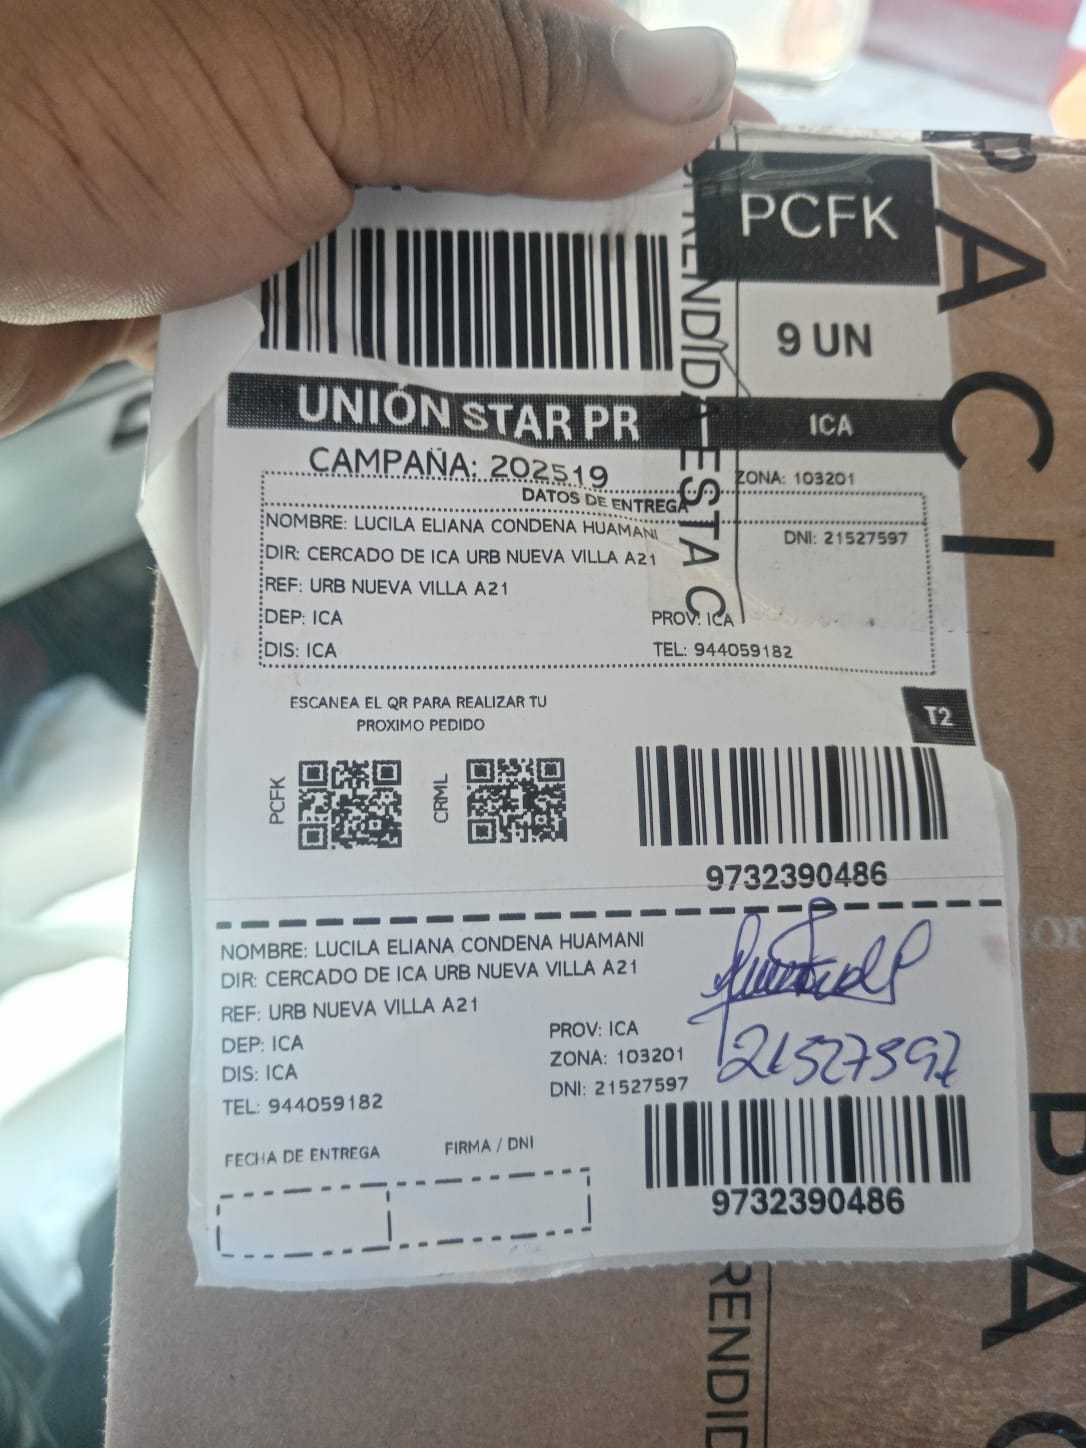 PCFK
9 UN
UNIÓN STAR PR
ICA
CAMPAÑA: 202519
ZONA: 103201
DATOS DE ENTREGA
NOMBRE: LUCILA ELIANA CONDENA HUAMANI
DNI: 21527597
DIR: CERCADO DE ICA URB NUEVA VILLA A21
REF: URB NUEVA VILLA A21
DEP: ICA
PROV: ICA
DIS: ICA
TEL: 944059182
ESCANEA EL QR PARA REALIZAR TU
PROXIMO PEDIDO
T2
PCFK
CRML
9732390486
NOMBRE: LUCILA ELIANA CONDENA HUAMANI
DIR: CERCADO DE ICA URB NUEVA VILLA A21
REF: URB NUEVA VILLA A21
DEP: ICA
PROV: ICA
DIS: ICA
ZONA: 103201
TEL: 944059182
DNI: 21527597
21527597
FECHA DE ENTREGA
FIRMA / DNI
9732390486
RENDID A ESTA C
P A C I
P A C
RENDID